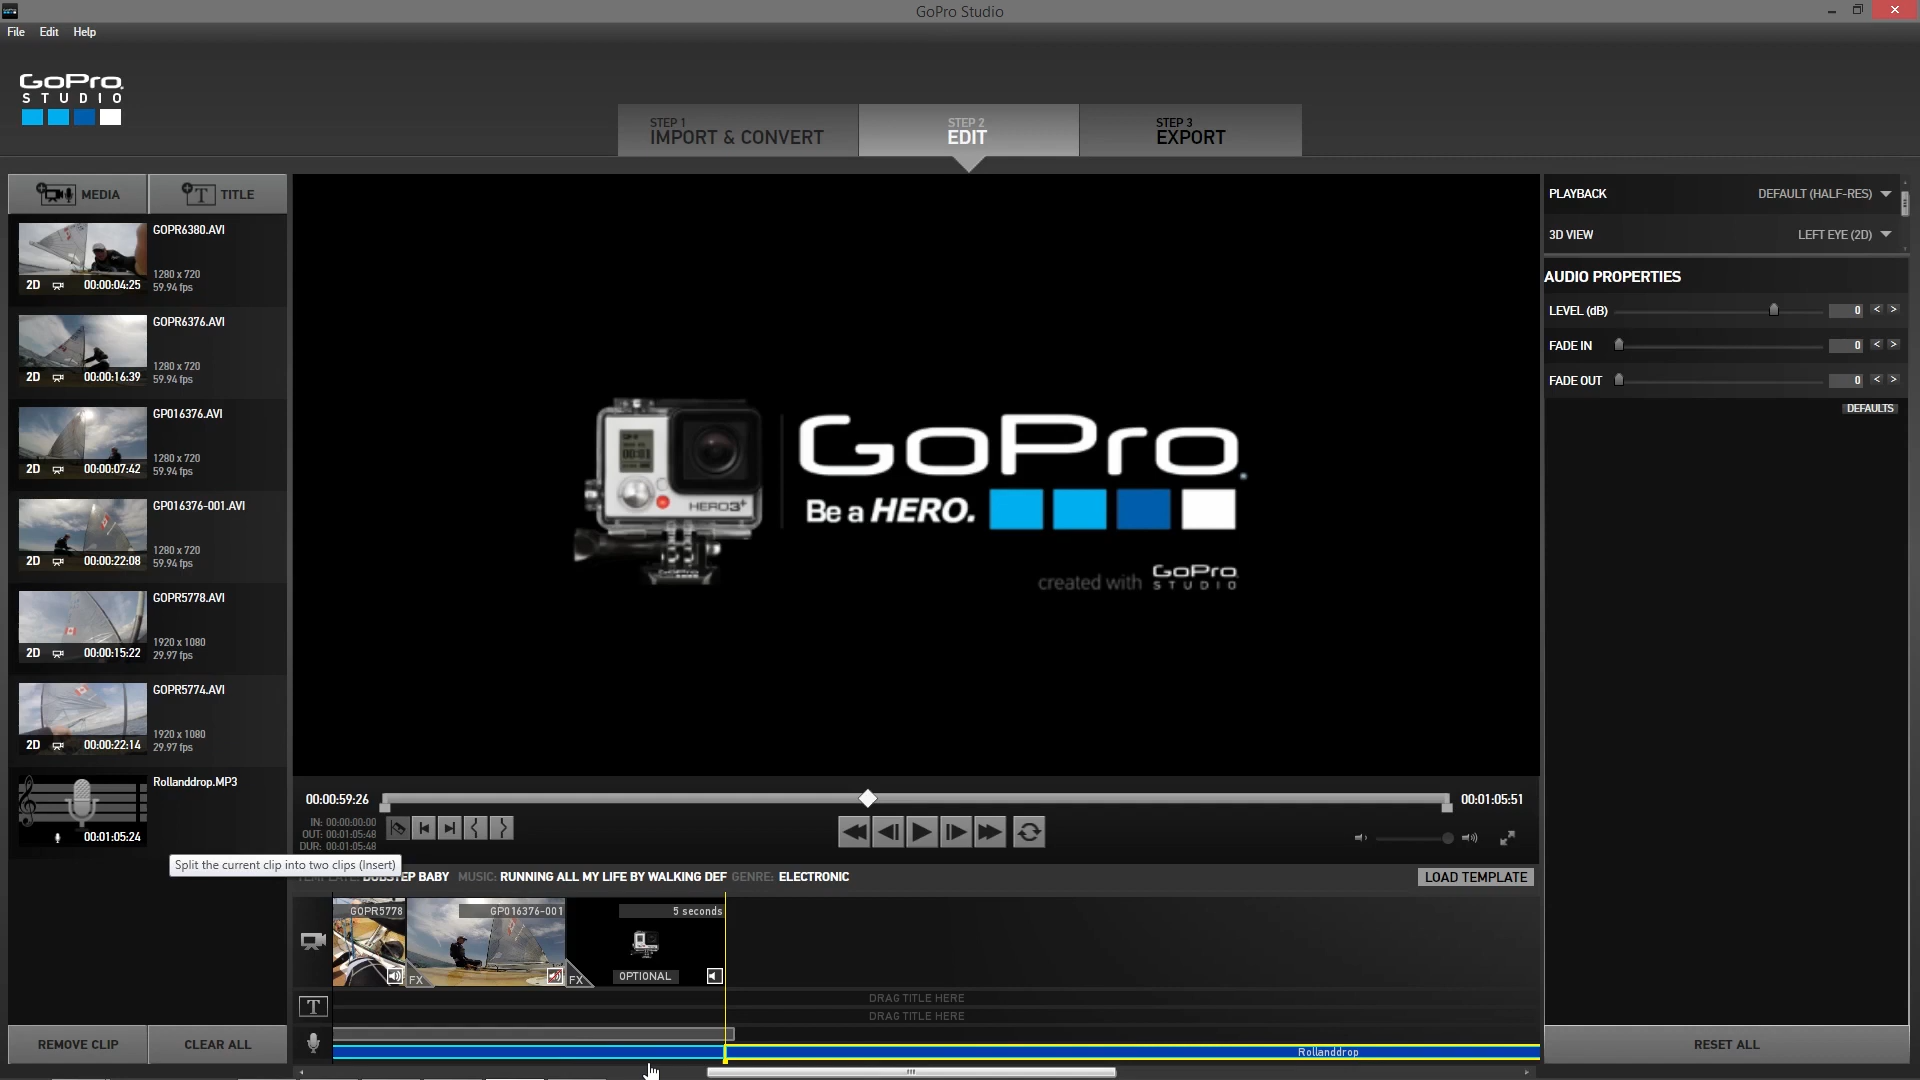 GoPro Studio
File Edit Help
GoPro
STUDIO
STEP 1
IMPORT & CONVERT
STEP 2
EDIT
STEP 3
EXPORT
MEDIA
TITLE
GOPR6380.AVI
1280 x 720
59.94 fps
2D 00:00:04:25
GOPR6376.AVI
1280 x 720
59.94 fps
2D 00:00:16:39
GP016376.AVI
1280 x 720
59.94 fps
2D 00:00:07:42
GP016376-001.AVI
1280 x 720
59.94 fps
2D 00:00:22:08
GOPR5778.AVI
1920 x 1080
29.97 fps
2D 00:00:15:22
GOPR5774.AVI
1920 x 1080
29.97 fps
2D 00:00:22:14
Rollanddrop.MP3
00:01:05:24
Split the current clip into two clips (Insert)
REMOVE CLIP
CLEAR ALL
HERO3+
GoPro
GoPro
Be a HERO.
created with GoPro
STUDIO
00:00:59:26
00:01:05:51
IN: 00:00:00:00
OUT: 00:01:05:48
DUR: 00:01:05:48
TEMPLATE: DUBSTEP BABY MUSIC: RUNNING ALL MY LIFE BY WALKING DEF GENRE: ELECTRONIC
LOAD TEMPLATE
GOPR5778
GP016376-001
5 seconds
FX
FX
OPTIONAL
T
DRAG TITLE HERE
DRAG TITLE HERE
Rollanddrop
PLAYBACK DEFAULT (HALF-RES)
3D VIEW LEFT EYE (2D)
AUDIO PROPERTIES
LEVEL (dB) 0 < >
FADE IN 0 < >
FADE OUT 0 < >
DEFAULTS
RESET ALL